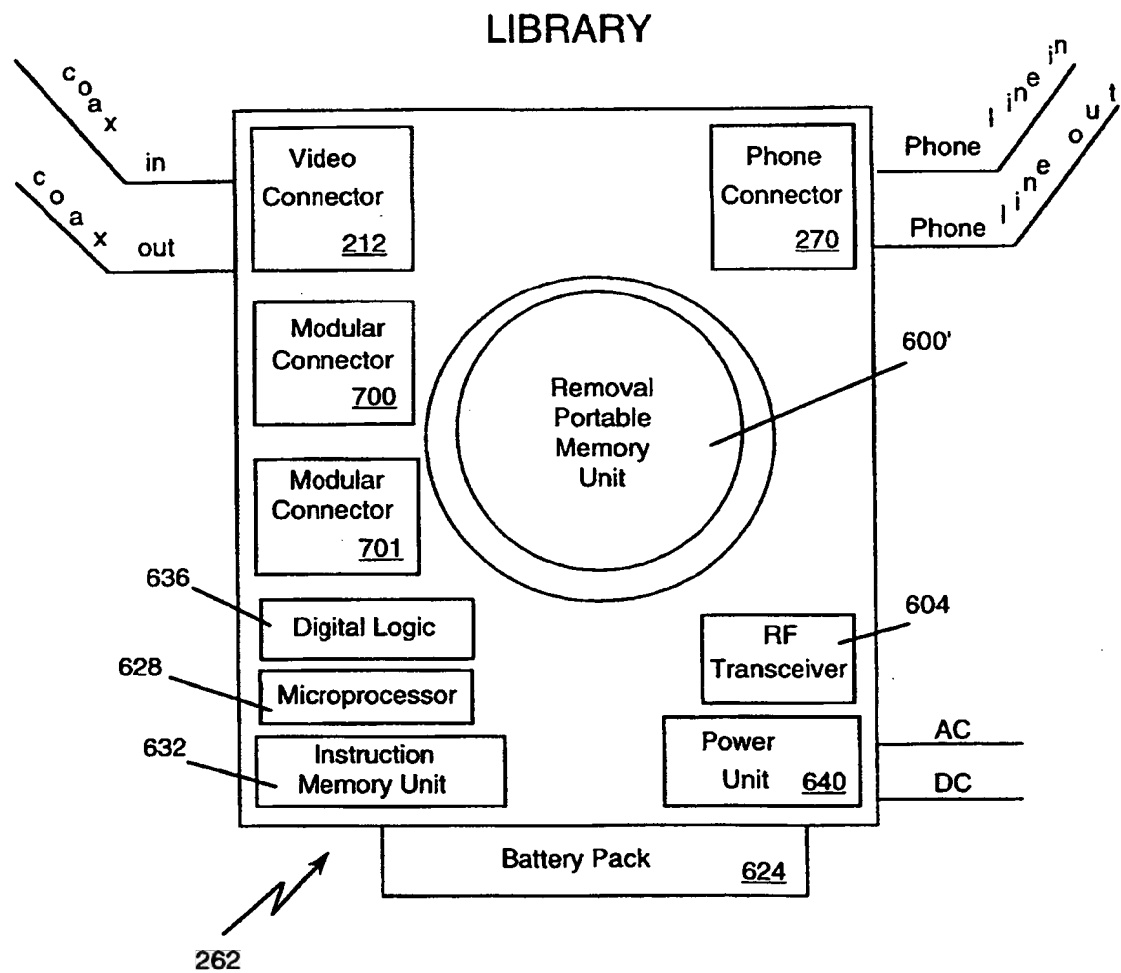 LIBRARY
coax in
coax out
Video
Connector
212
Phone
Connector
270
Phone line in
Phone line out
Modular
Connector
700
Removal
Portable
Memory
Unit
600'
Modular
Connector
701
636
Digital Logic
628
Microprocessor
632
Instruction
Memory Unit
RF
Transceiver
604
Power
Unit
640
AC
DC
Battery Pack
624
262